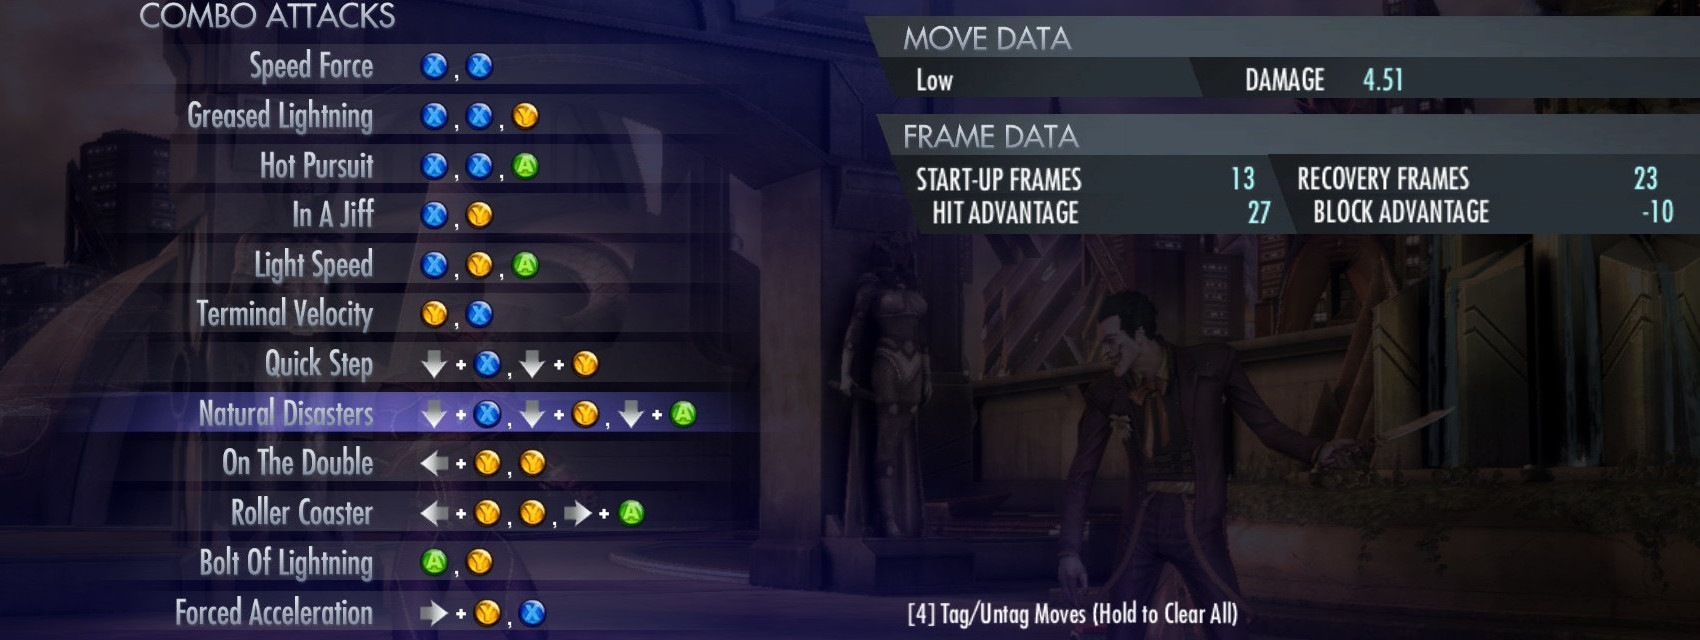 COMBO ATTACKS
Speed Force X , X
Greased Lightning X , X , Y
Hot Pursuit X , X , A
In A Jiff X , Y
Light Speed X , Y , A
Terminal Velocity Y , X
Quick Step + X , + Y
Natural Disasters + X , + Y , + A
On The Double + Y , Y
Roller Coaster + Y , Y , + A
Bolt Of Lightning A , Y
Forced Acceleration + Y , X
MOVE DATA
Low DAMAGE 4.51
FRAME DATA
START-UP FRAMES 13 RECOVERY FRAMES 23
HIT ADVANTAGE 27 BLOCK ADVANTAGE -10
[4] Tag/Untag Moves (Hold to Clear All)